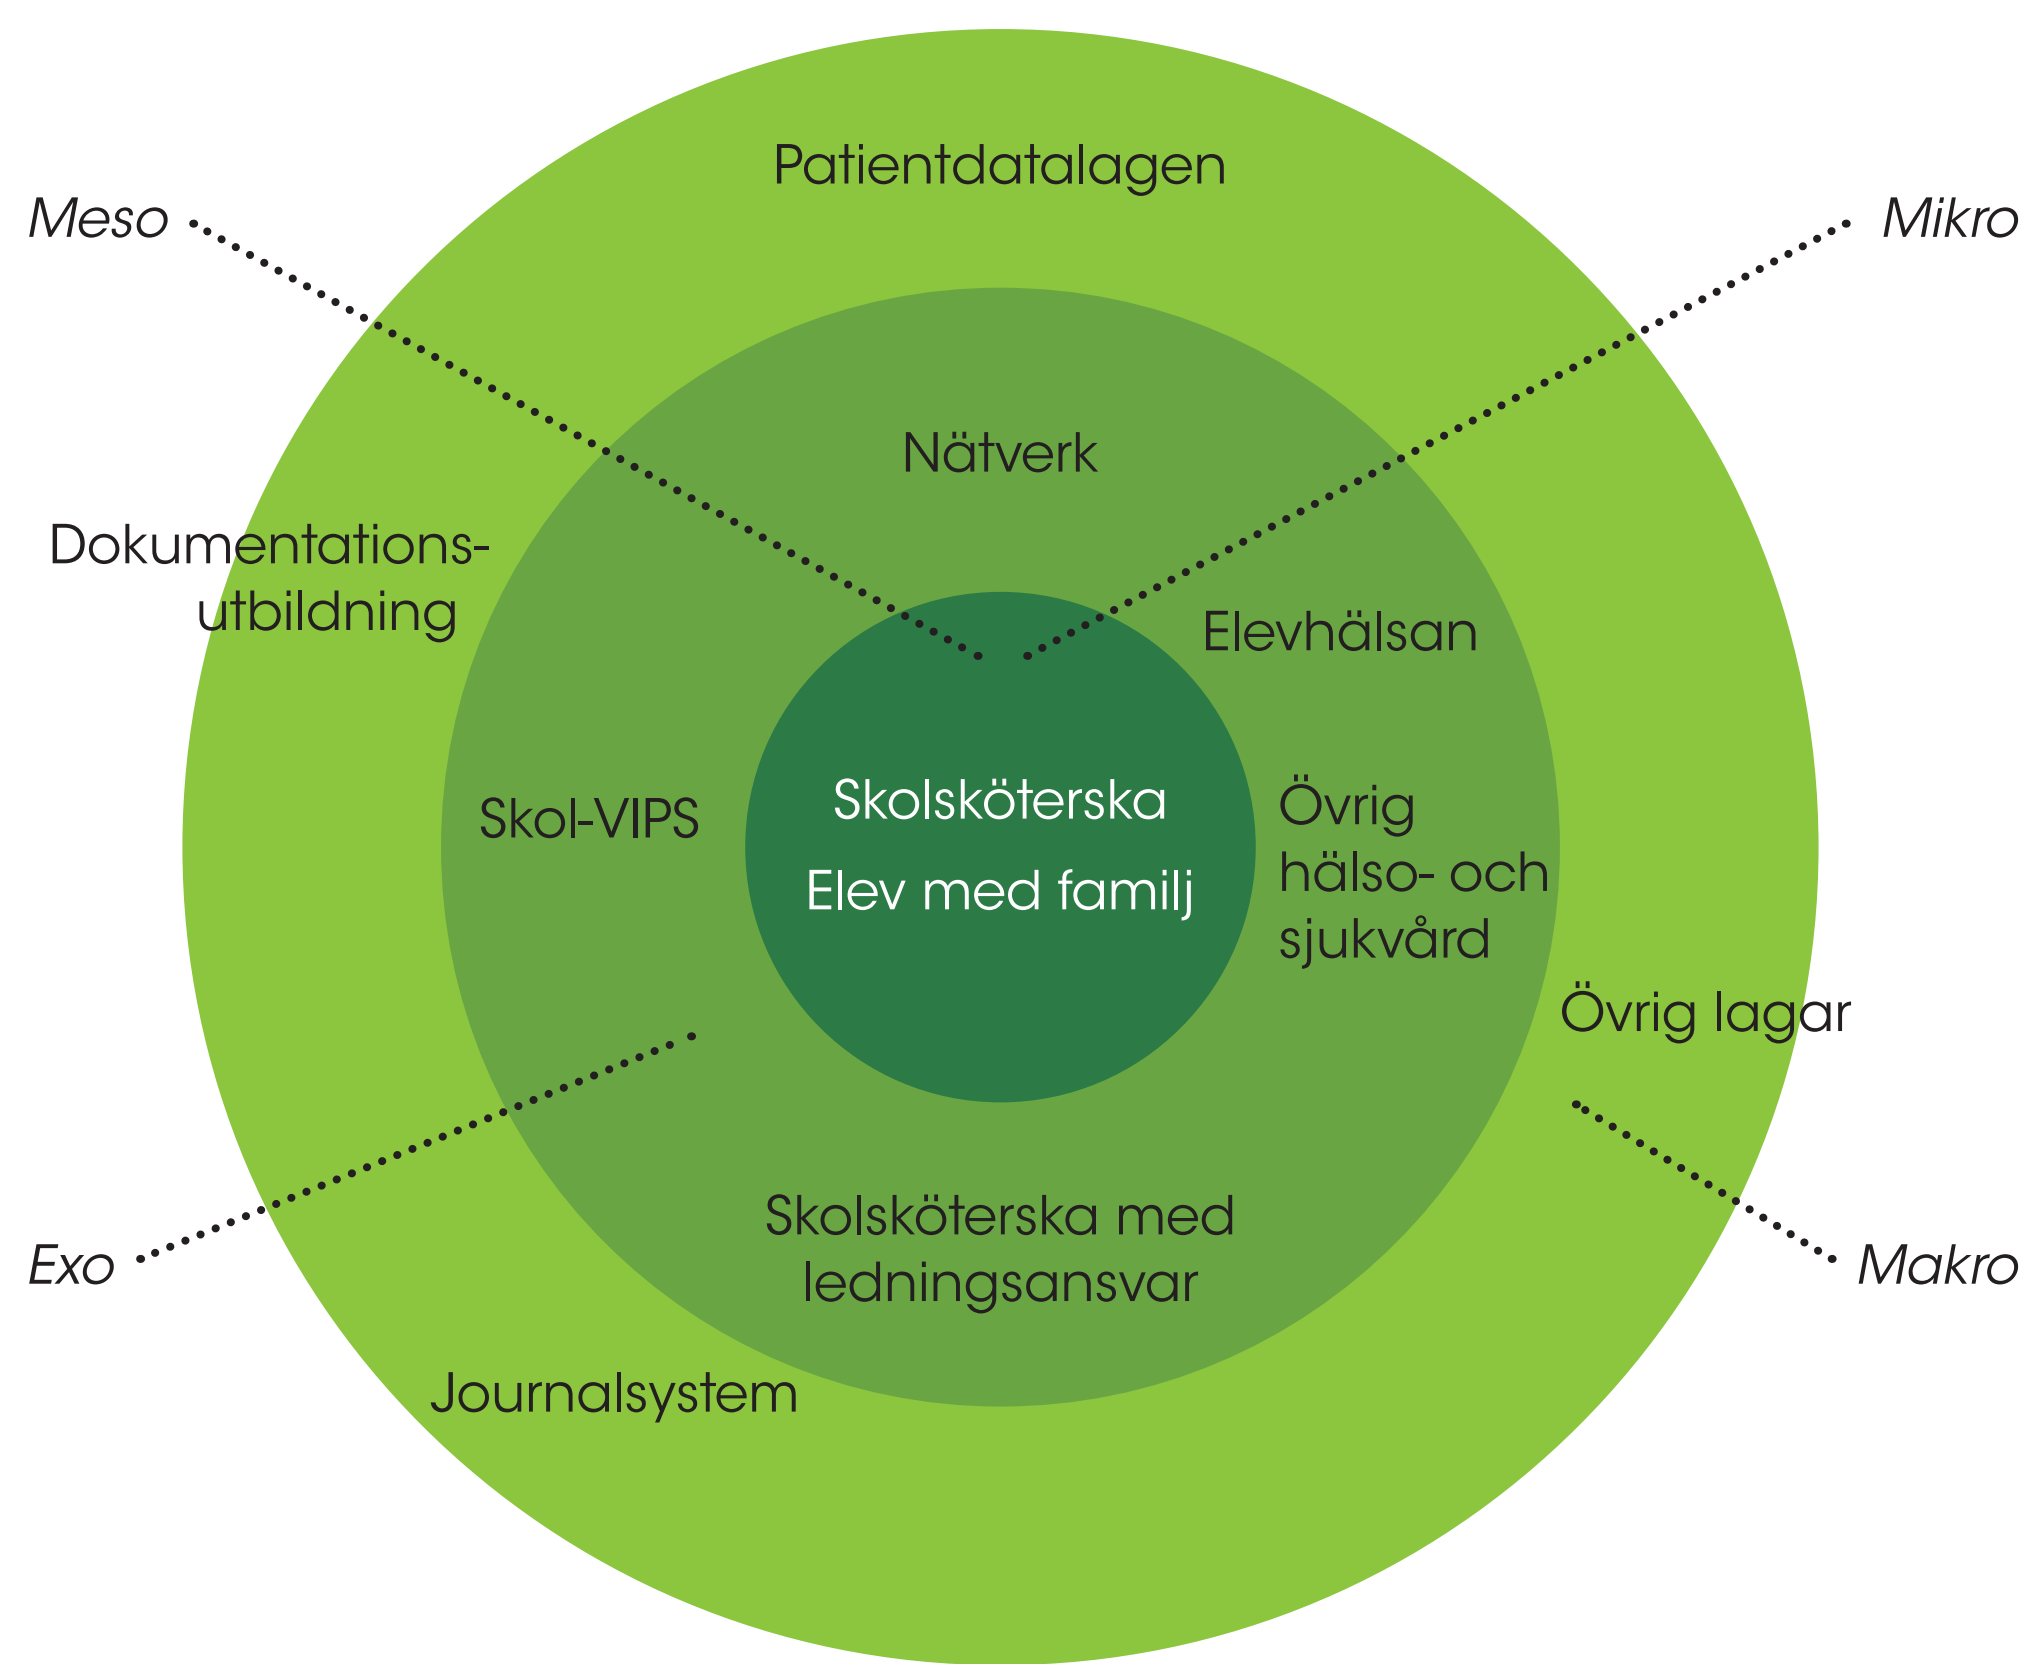 Patientdatalagen
Meso
Mikro
Nätverk
Dokumentations-
utbildning
Elevhälsan
Skol-VIPS
Skolsköterska
Elev med familj
Övrig
hälso- och
sjukvård
Övrig lagar
Skolsköterska med
ledningsansvar
Exo
Makro
Journalsystem